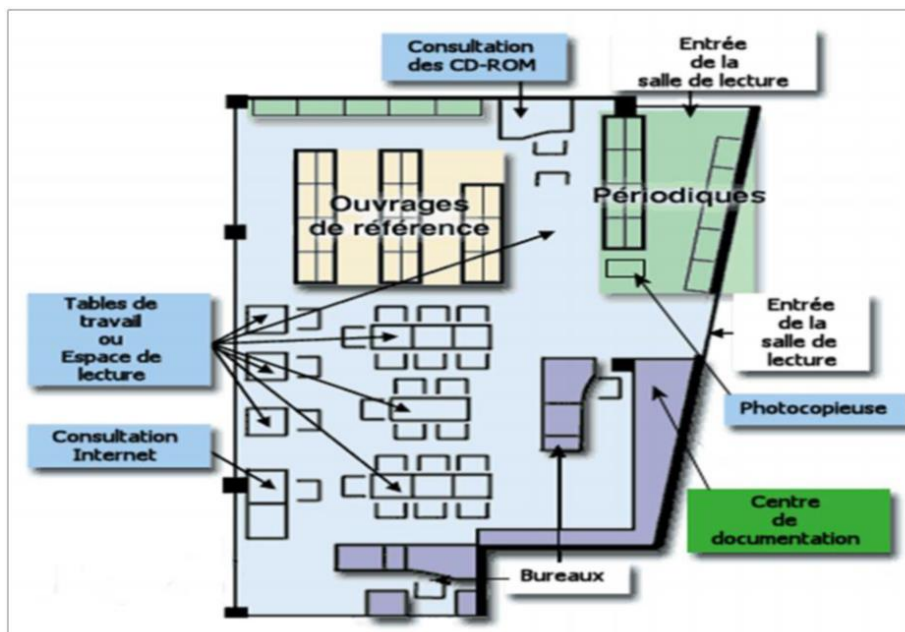 Consultation
des CD-ROM
Entrée
de la
salle de lecture
Ouvrages
de référence
Périodiques
Tables de
travail
ou
Espace de
lecture
Entrée
de la
salle de
lecture
Photocopieuse
Consultation
Internet
Centre
de
documentation
Bureaux